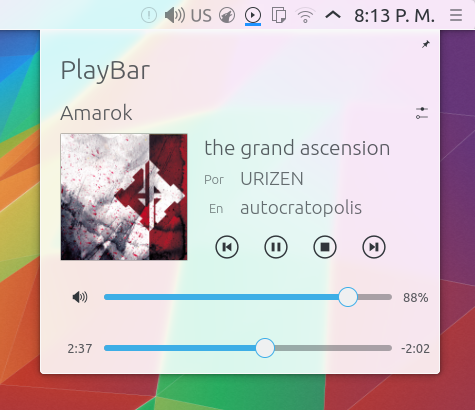 US 8:13 P. M.
PlayBar
Amarok
the grand ascension
Por URIZEN
En autocratopolis
88%
2:37 -2:02